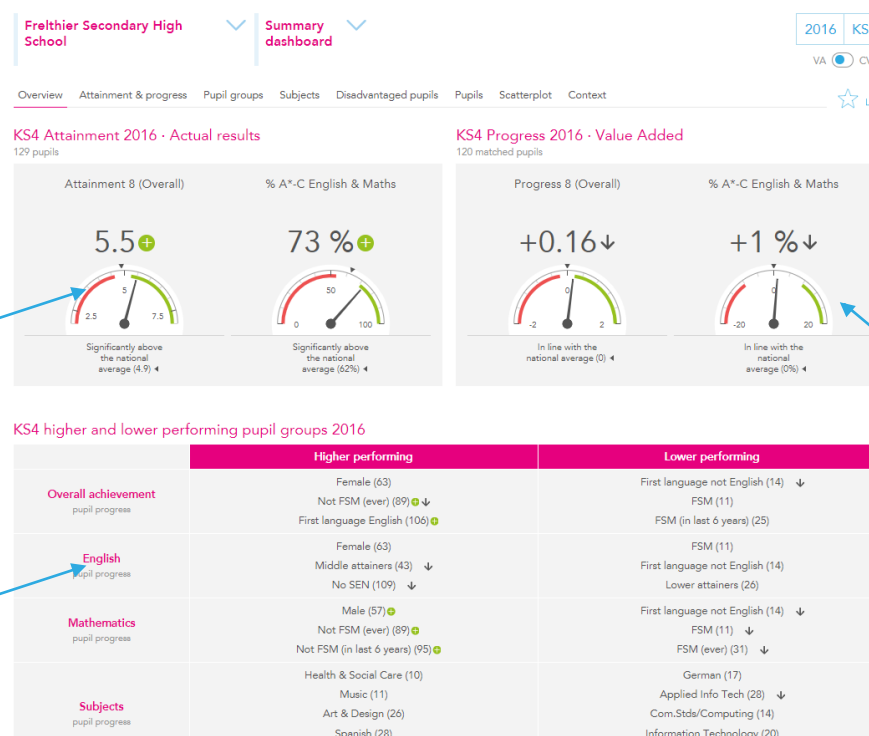 Frelthier Secondary High School
Summary dashboard
2016 KS
VA
Overview Attainment & progress Pupil groups Subjects Disadvantaged pupils Pupils Scatterplot Context
KS4 Attainment 2016 · Actual results
129 pupils
Attainment 8 (Overall)
5.5
2.5 5 7.5
Significantly above
the national
average (4.9)
% A*-C English & Maths
73 %
0 50 100
Significantly above
the national
average (62%)
KS4 Progress 2016 · Value Added
120 matched pupils
Progress 8 (Overall)
+0.16
-2 0 2
In line with the
national average (0)
% A*-C English & Maths
+1 %
-20 0 20
In line with the
national
average (0%)
KS4 higher and lower performing pupil groups 2016
Higher performing Lower performing
Overall achievement
pupil progress
Female (63)
Not FSM (ever) (89)
First language English (106)
First language not English (14)
FSM (11)
FSM (in last 6 years) (25)
English
pupil progress
Female (63)
Middle attainers (43)
No SEN (109)
FSM (11)
First language not English (14)
Lower attainers (26)
Mathematics
pupil progress
Male (57)
Not FSM (ever) (89)
Not FSM (in last 6 years) (95)
First language not English (14)
FSM (11)
FSM (ever) (31)
Subjects
pupil progress
Health & Social Care (10)
Music (11)
Art & Design (26)
Spanish (28)
German (17)
Applied Info Tech (28)
Com.Stds/Computing (14)
Information Technology (20)